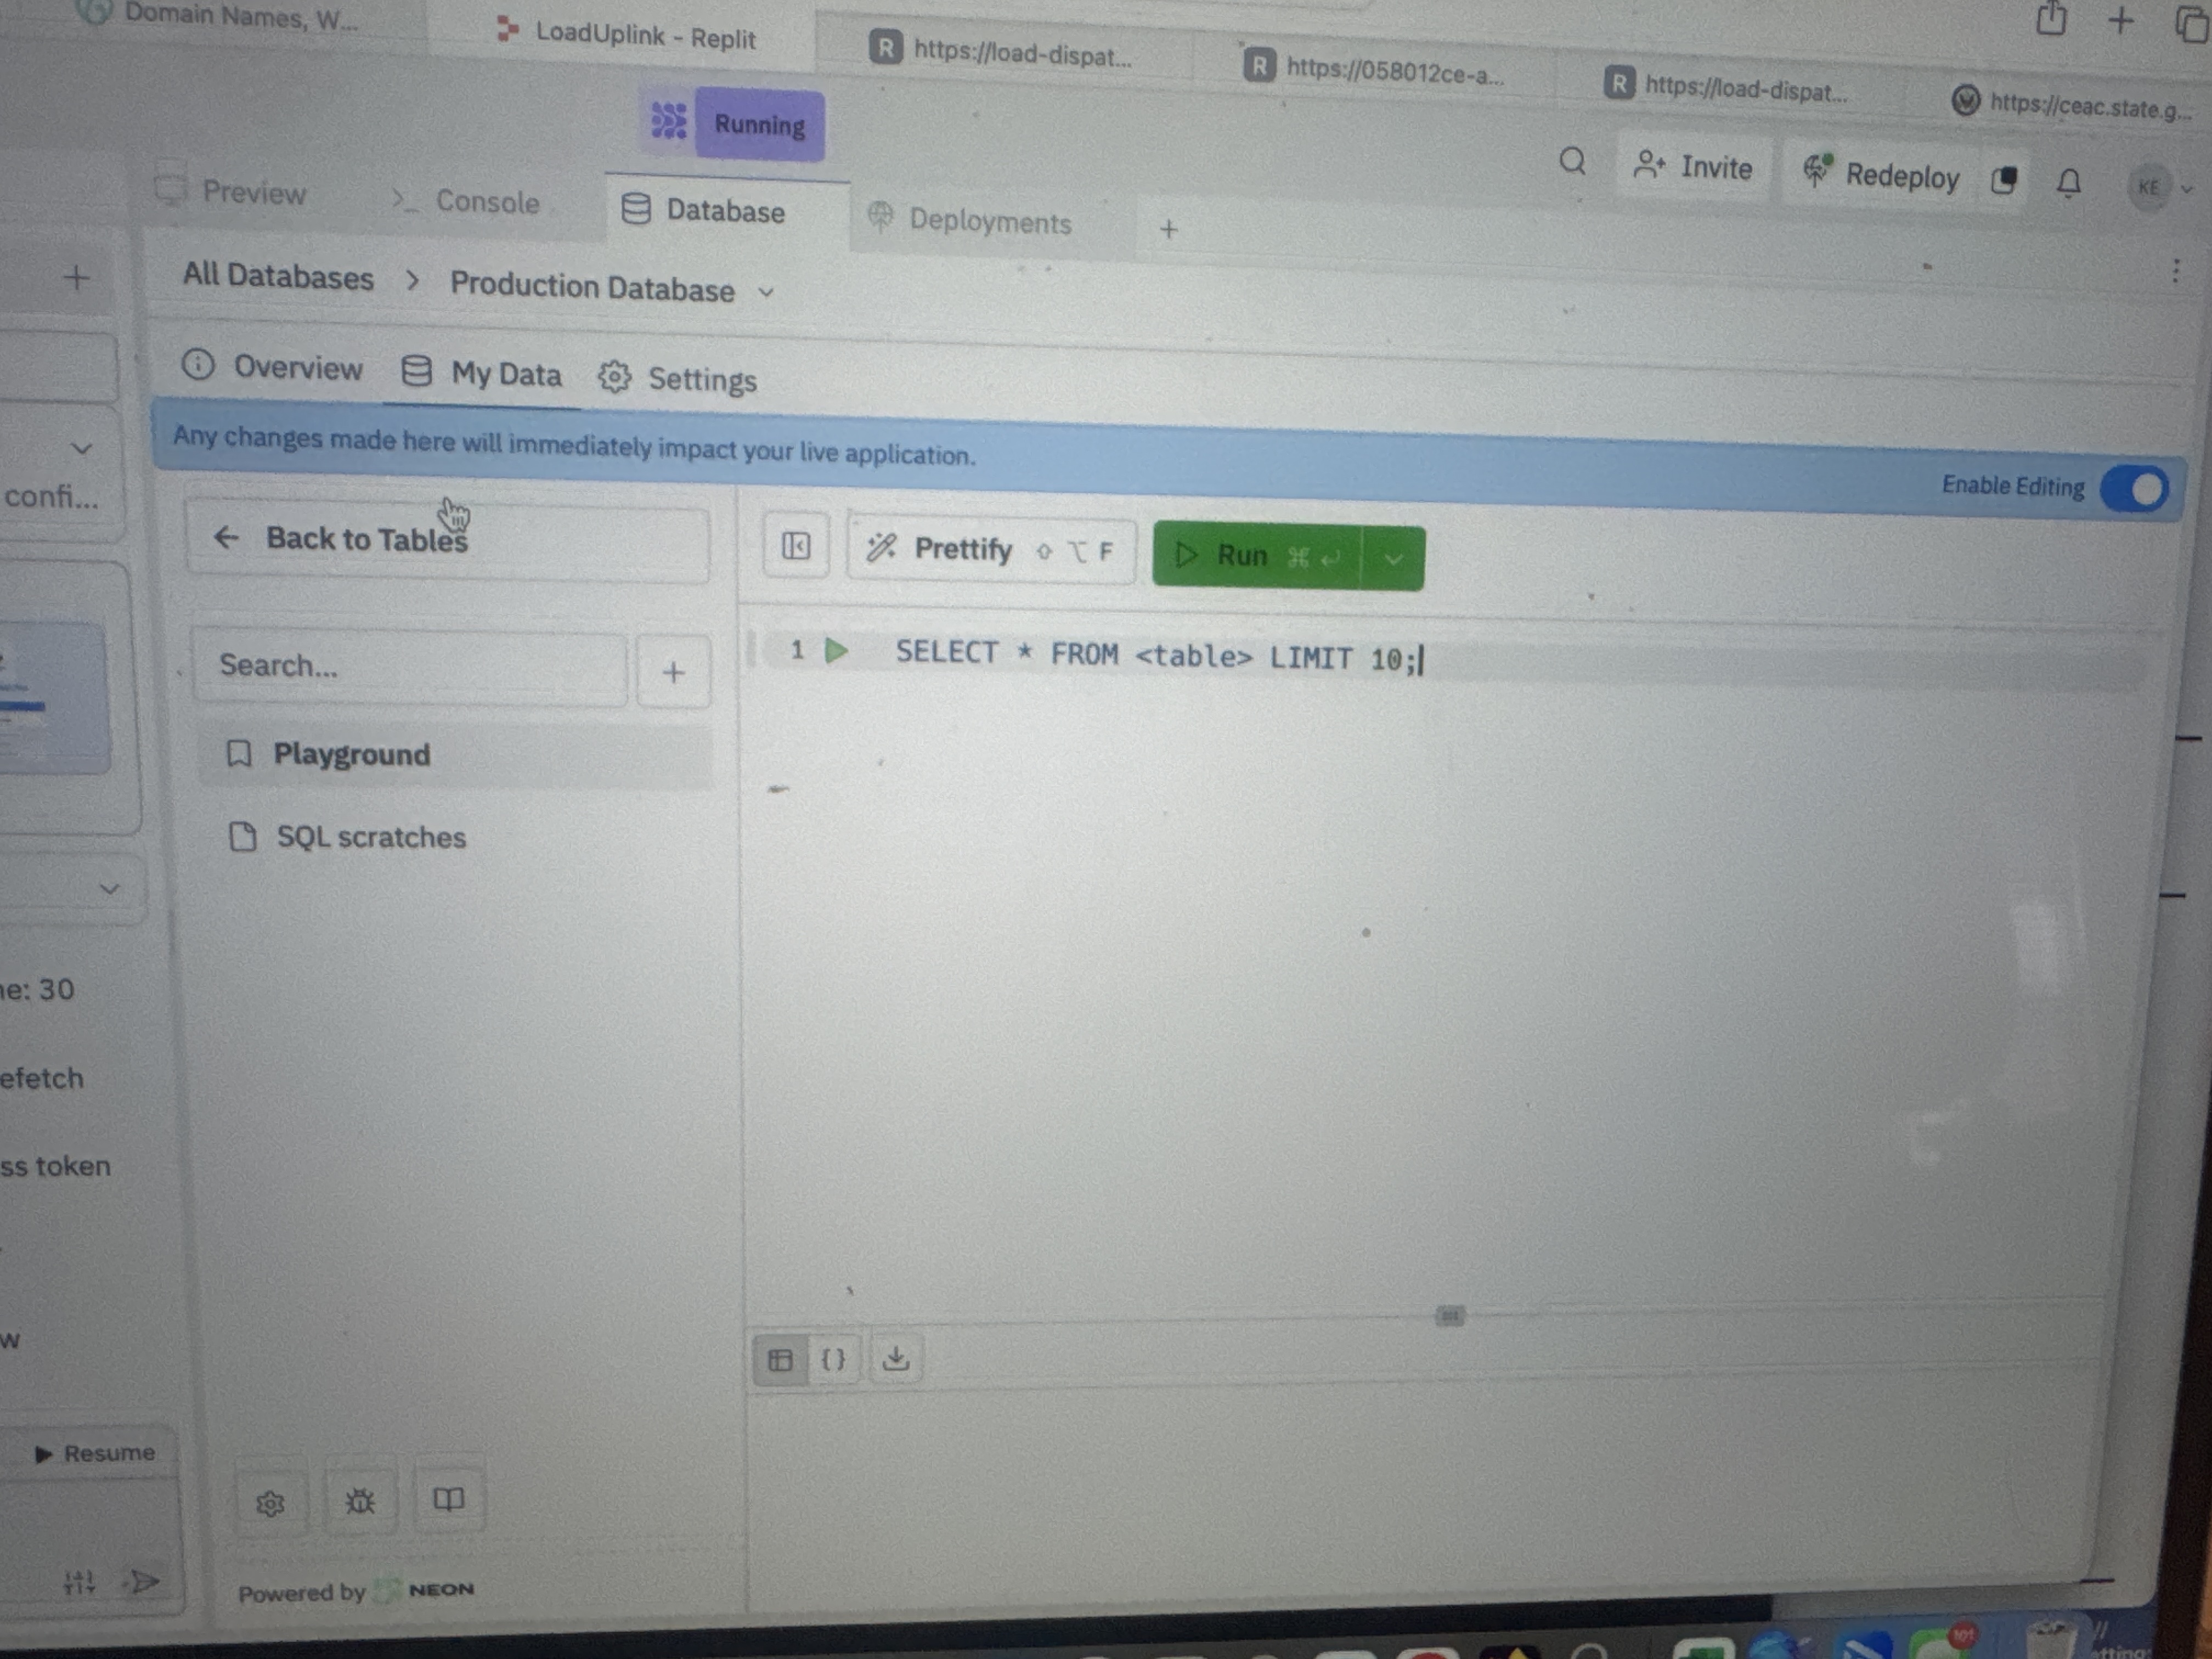 Domain Names, W...
LoadUplink - Replit
R https://load-dispat...
R https://058012ce-a...
R https://load-dispat...
https://ceac.state.g...
Running
Invite
Redeploy
KE
Preview
>_ Console
Database
Deployments
+
All Databases > Production Database
Overview
My Data
Settings
Any changes made here will immediately impact your live application.
Enable Editing
confi...
← Back to Tables
Prettify ⇧ ⌥ F
Run ⌘ ↵
Search...
+
1 SELECT * FROM <table> LIMIT 10;
Playground
SQL scratches
e: 30
efetch
ss token
w
{}
Resume
Powered by NEON